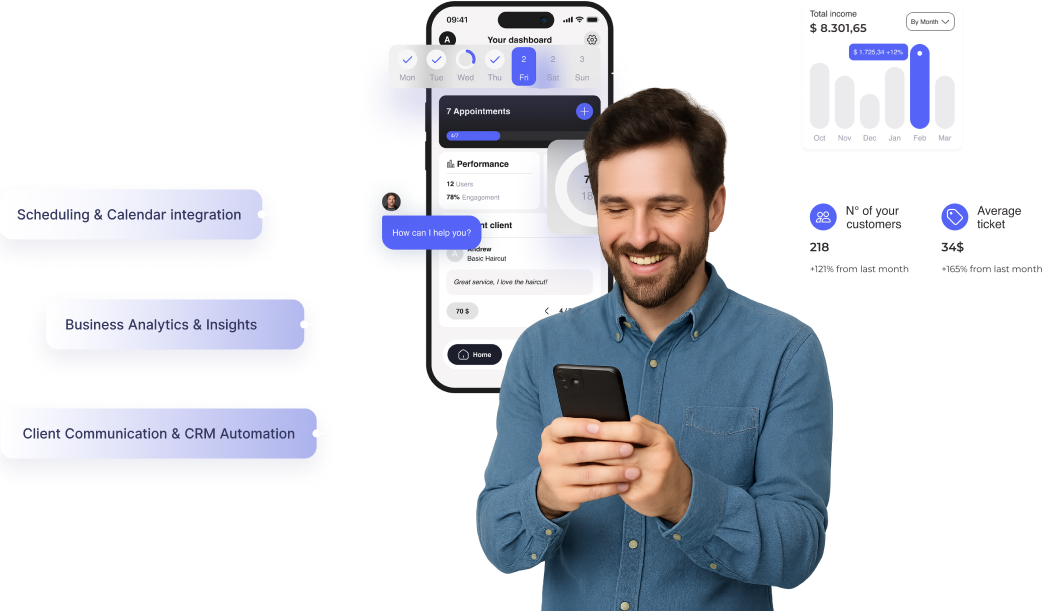 Scheduling & Calendar integration
Business Analytics & Insights
Client Communication & CRM Automation
09:41
A
Your dashboard
Mon Tue Wed Thu
2 Fri
2 Sat
3 Sun
7 Appointments
4/7
Performance
12 Users
78% Engagement
7
18
client
How can I help you?
A
Andrew
Basic Haircut
Great service, I love the haircut!
70 $
Home
Total income
$ 8.301,65
By Month
$ 1.725,34 +12%
Oct Nov Dec Jan Feb Mar
N° of your
customers
218
+121% from last month
Average
ticket
34$
+165% from last month